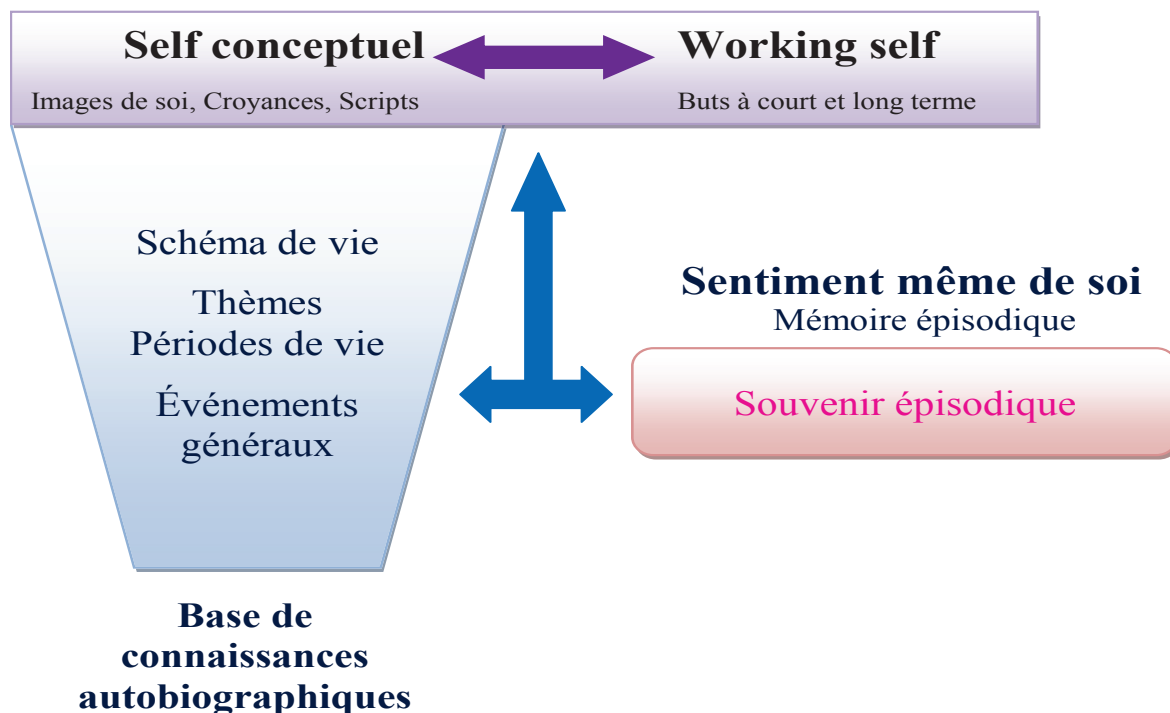 Self conceptuel
Working self
Images de soi, Croyances, Scripts
Buts à court et long terme
Schéma de vie
Thèmes
Périodes de vie
Événements
généraux
Sentiment même de soi
Mémoire épisodique
Souvenir épisodique
Base de
connaissances
autobiographiques